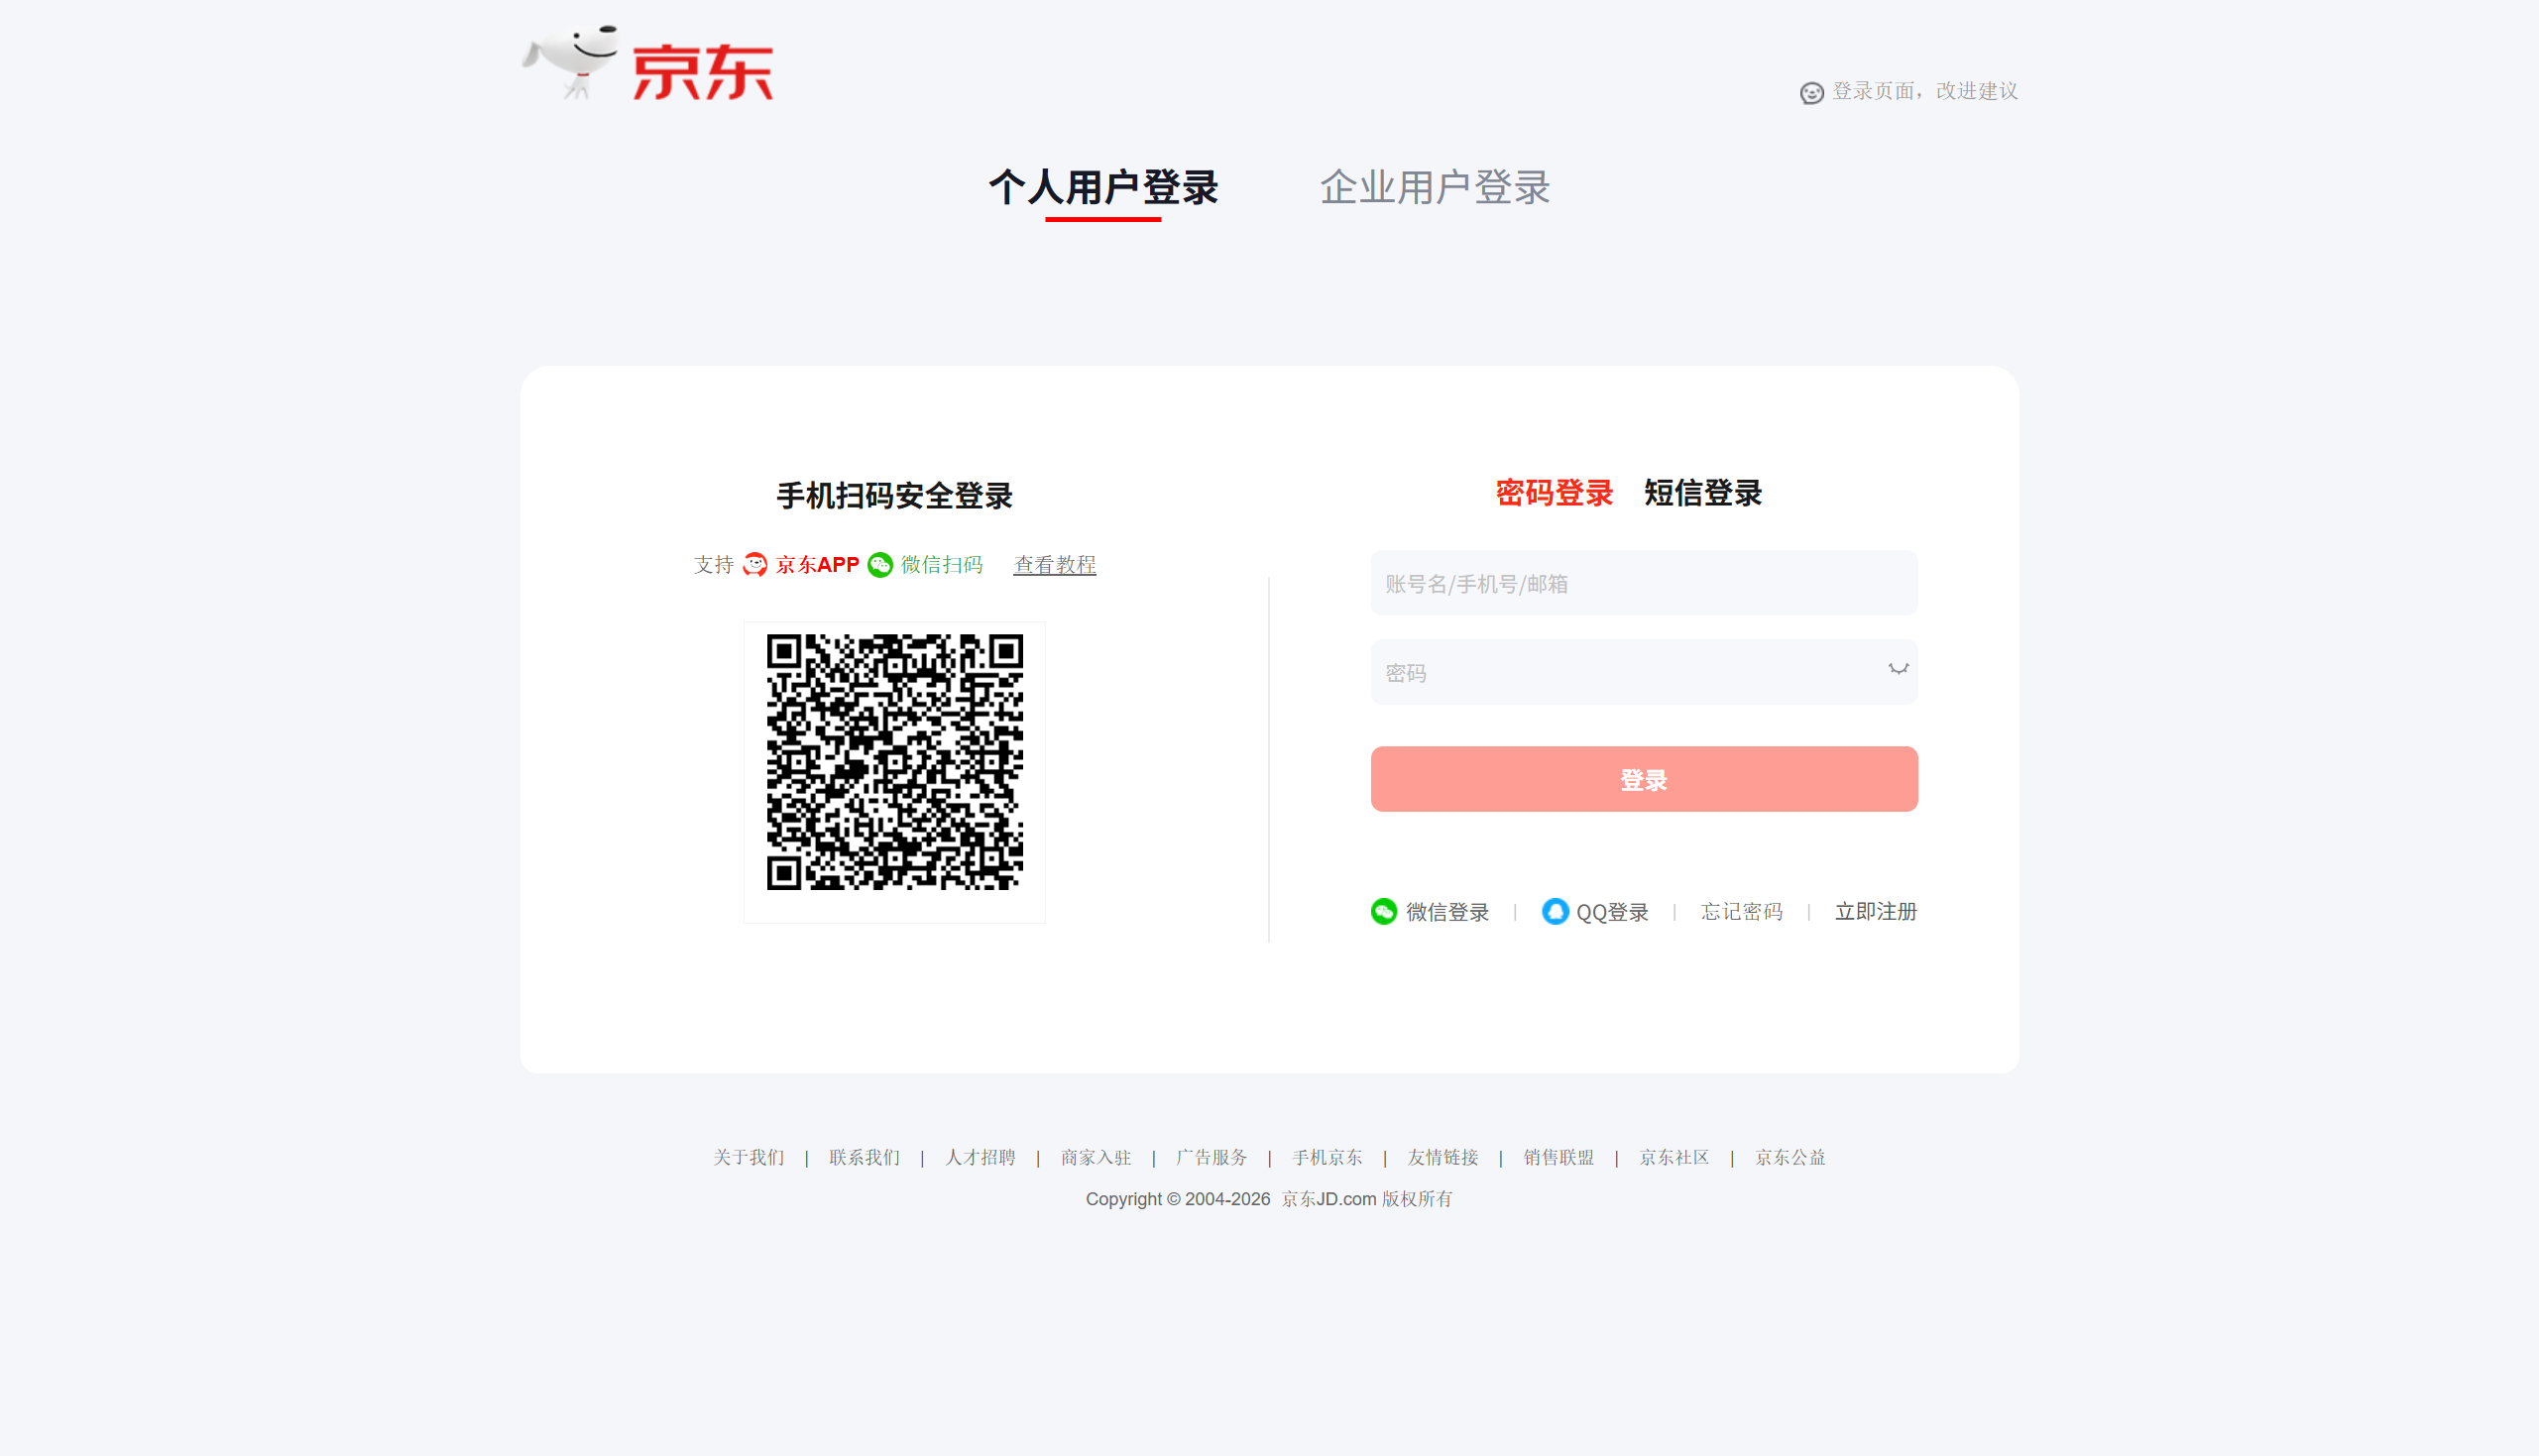 京东
登录页面，改进建议
个人用户登录 企业用户登录
手机扫码安全登录
支持 京东APP 微信扫码 查看教程
密码登录 短信登录
账号名/手机号/邮箱
密码
登录
微信登录 | QQ登录 | 忘记密码 | 立即注册
关于我们 | 联系我们 | 人才招聘 | 商家入驻 | 广告服务 | 手机京东 | 友情链接 | 销售联盟 | 京东社区 | 京东公益
Copyright © 2004-2026 京东JD.com 版权所有